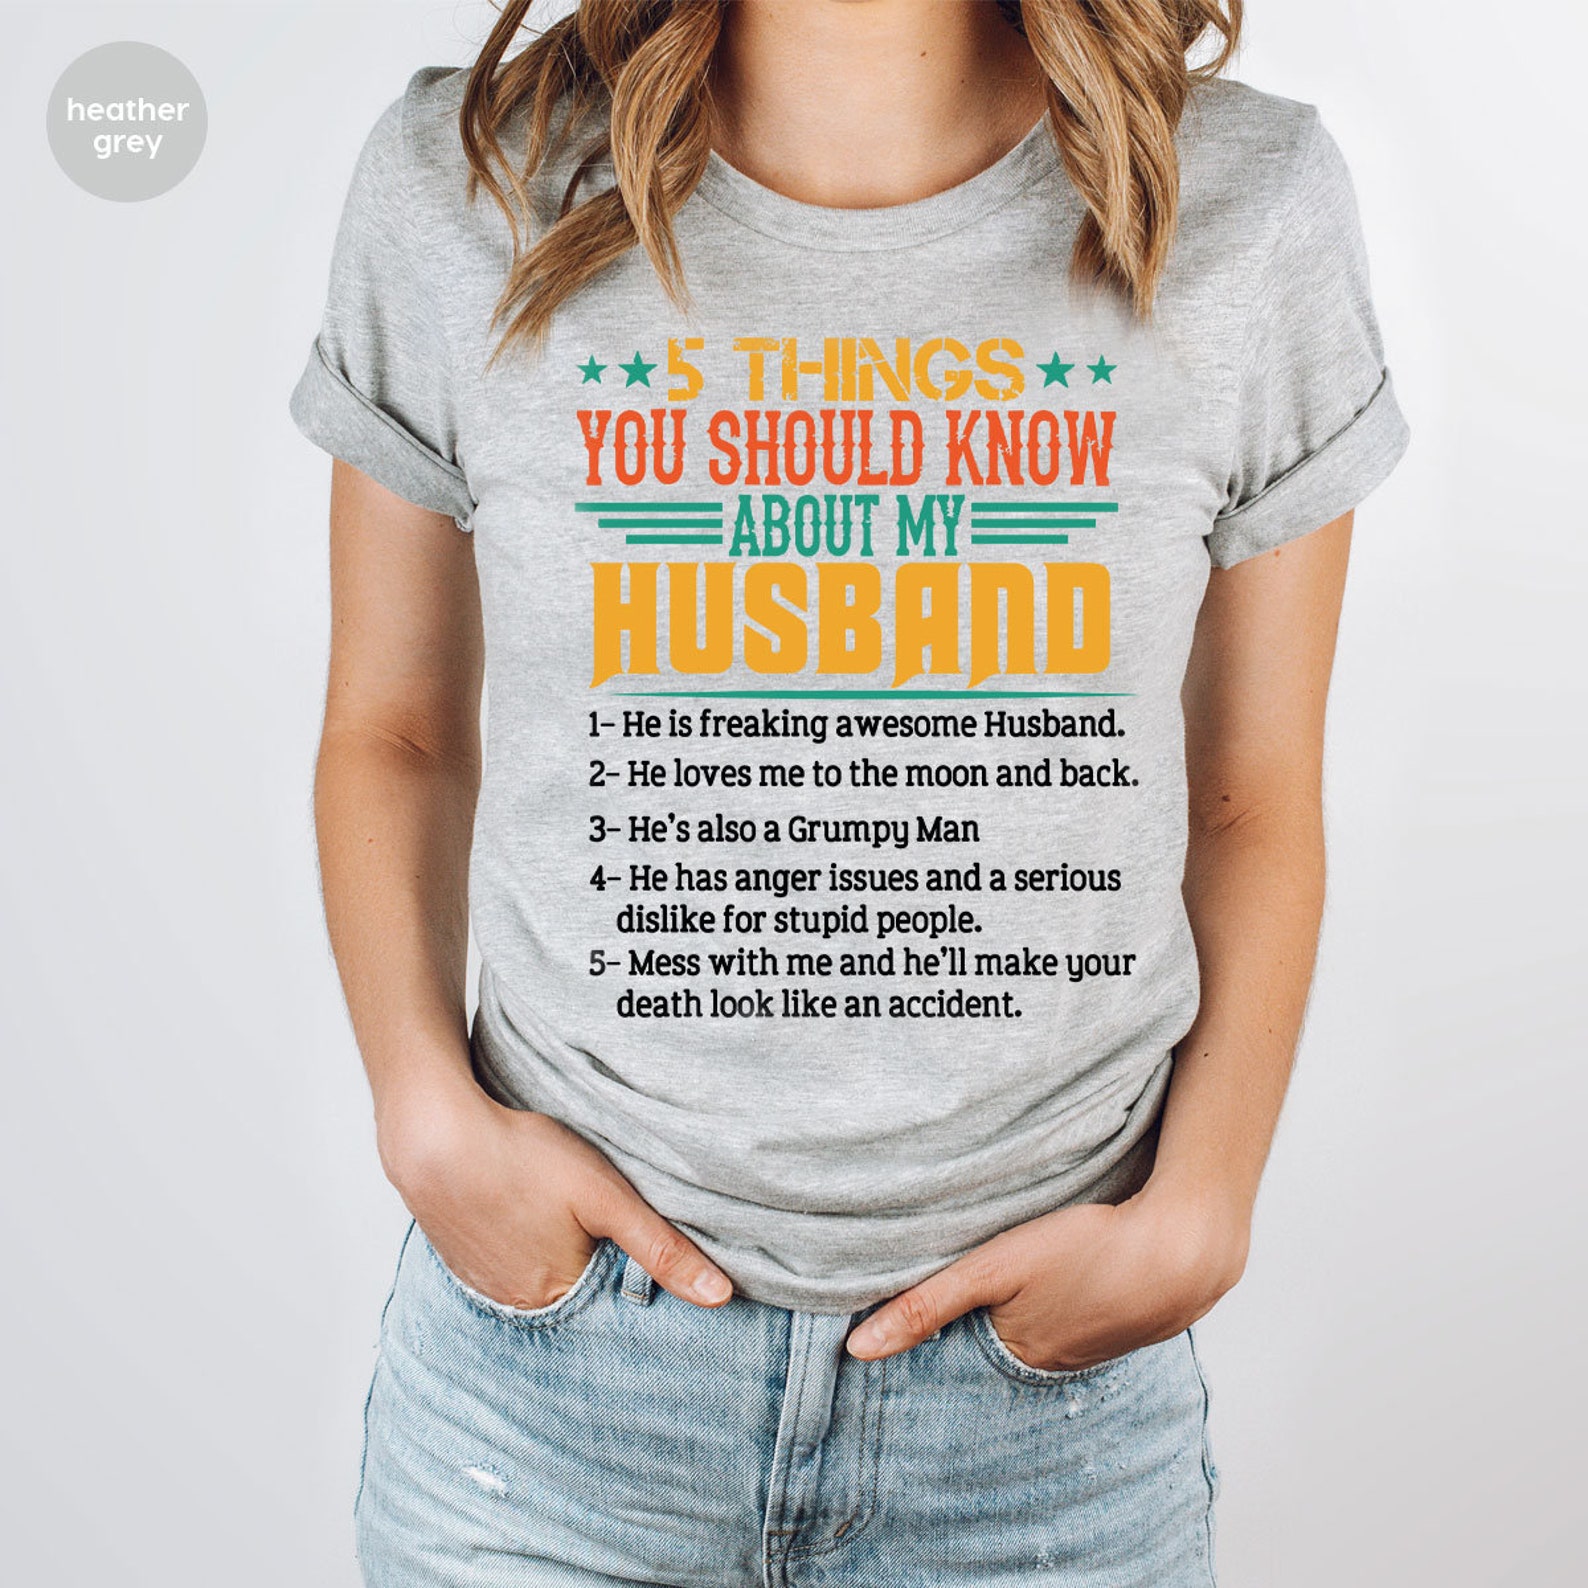 heather
grey
5 THINGS
YOU SHOULD KNOW
ABOUT MY
HUSBAND
1- He is freaking awesome Husband.
2- He loves me to the moon and back.
3- He's also a Grumpy Man
4- He has anger issues and a serious
dislike for stupid people.
5- Mess with me and he'll make your
death look like an accident.